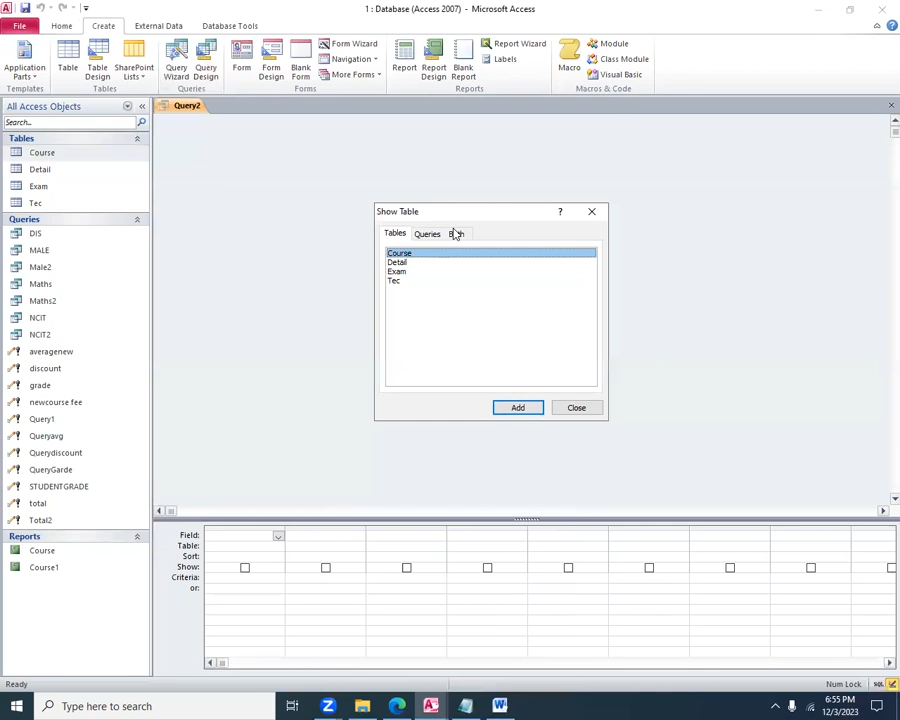 1 : Database (Access 2007) - Microsoft Access
File Home Create External Data Database Tools
Application Parts
Table
Table Design
SharePoint Lists
Query Wizard
Query Design
Form
Form Design
Blank Form
Form Wizard
Navigation
More Forms
Report
Report Design
Blank Report
Report Wizard
Labels
Macro
Module
Class Module
Visual Basic
Templates Tables Queries Forms Reports Macros & Code
All Access Objects
Search...
Tables
Course
Detail
Exam
Tec
Queries
DIS
MALE
Male2
Maths
Maths2
NCIT
NCIT2
averagenew
discount
grade
newcourse fee
Query1
Queryavg
Querydiscount
QueryGarde
STUDENTGRADE
total
Total2
Reports
Course
Course1
Query2
Show Table
Tables Queries
Course
Detail
Exam
Tec
Add Close
Field:
Table:
Sort:
Show:
Criteria:
or:
Ready Num Lock SQL
Type here to search
6:55 PM
12/3/2023